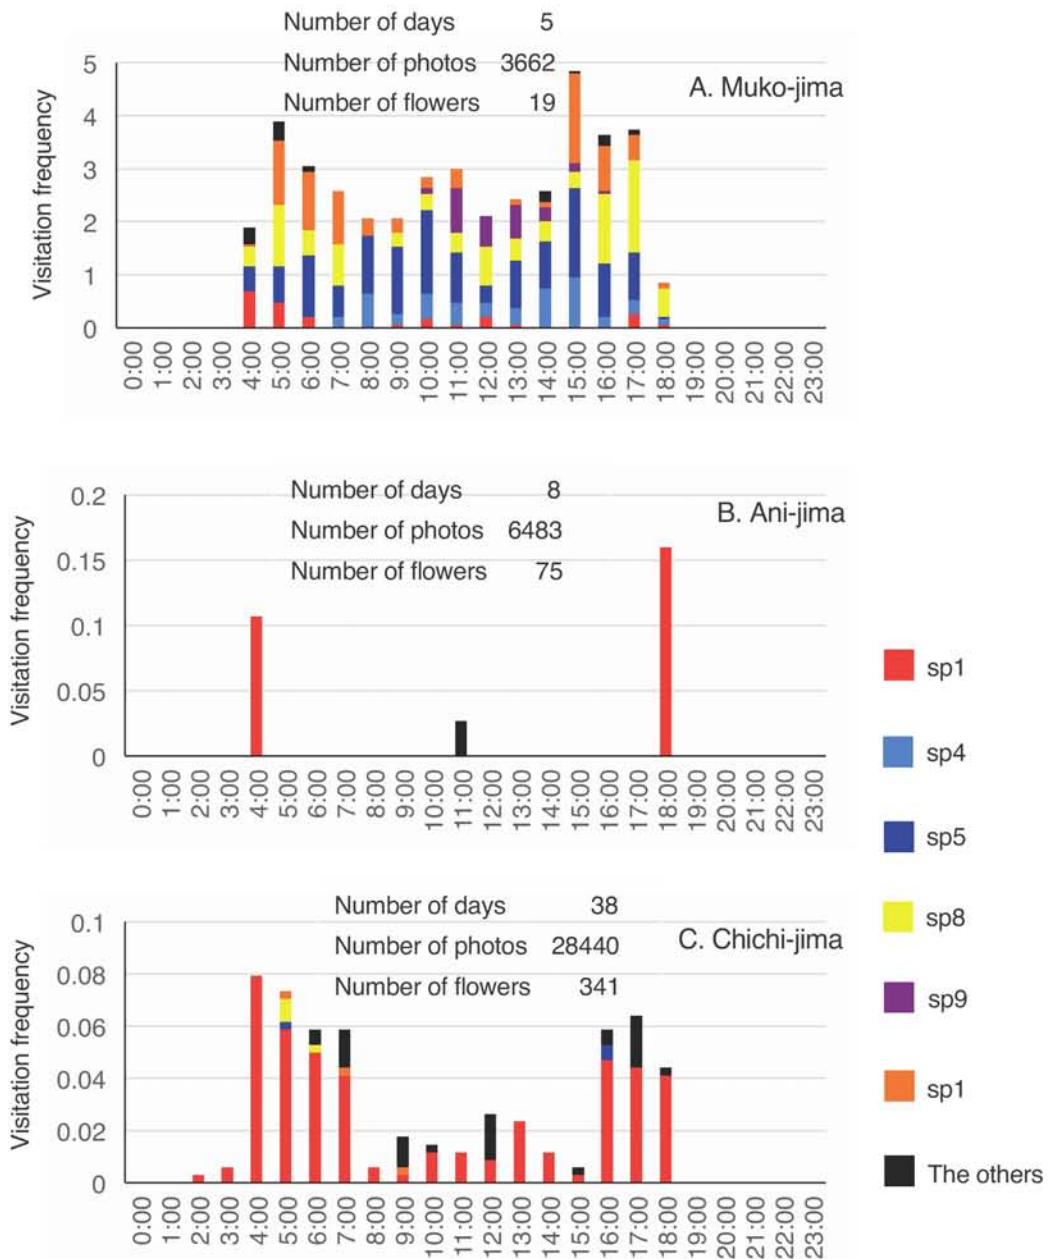 Number of days 5
Number of photos 3662
Number of flowers 19
A. Muko-jima
Visitation frequency
5
4
3
2
1
0
0:00 1:00 2:00 3:00 4:00 5:00 6:00 7:00 8:00 9:00 10:00 11:00 12:00 13:00 14:00 15:00 16:00 17:00 18:00 19:00 20:00 21:00 22:00 23:00
Number of days 8
Number of photos 6483
Number of flowers 75
B. Ani-jima
Visitation frequency
0.2
0.15
0.1
0.05
0
0:00 1:00 2:00 3:00 4:00 5:00 6:00 7:00 8:00 9:00 10:00 11:00 12:00 13:00 14:00 15:00 16:00 17:00 18:00 19:00 20:00 21:00 22:00 23:00
Number of days 38
Number of photos 28440
Number of flowers 341
C. Chichi-jima
Visitation frequency
0.1
0.08
0.06
0.04
0.02
0
0:00 1:00 2:00 3:00 4:00 5:00 6:00 7:00 8:00 9:00 10:00 11:00 12:00 13:00 14:00 15:00 16:00 17:00 18:00 19:00 20:00 21:00 22:00 23:00
sp1
sp4
sp5
sp8
sp9
sp1
The others